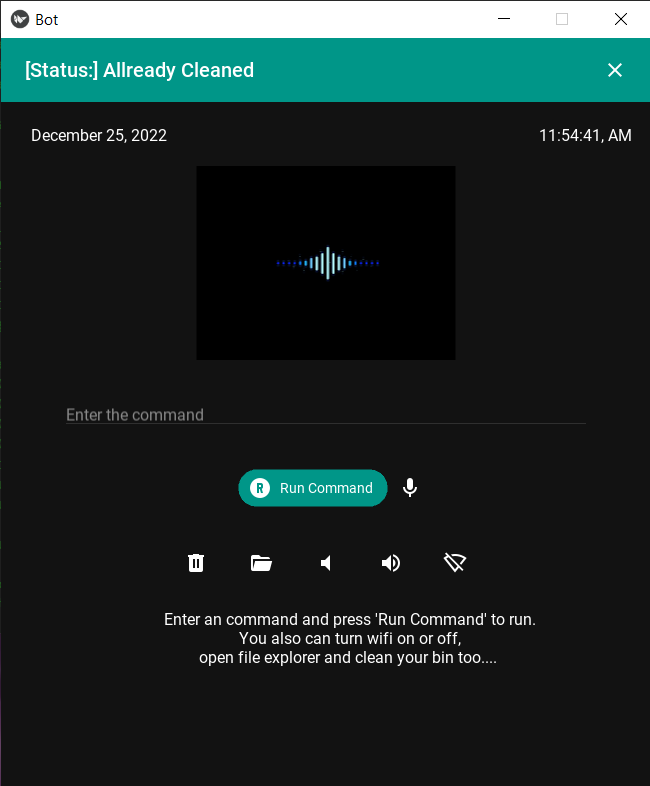 Bot
[Status:] Allready Cleaned
December 25, 2022
11:54:41, AM
Enter the command
R Run Command
Enter an command and press 'Run Command' to run.
You also can turn wifi on or off,
open file explorer and clean your bin too....